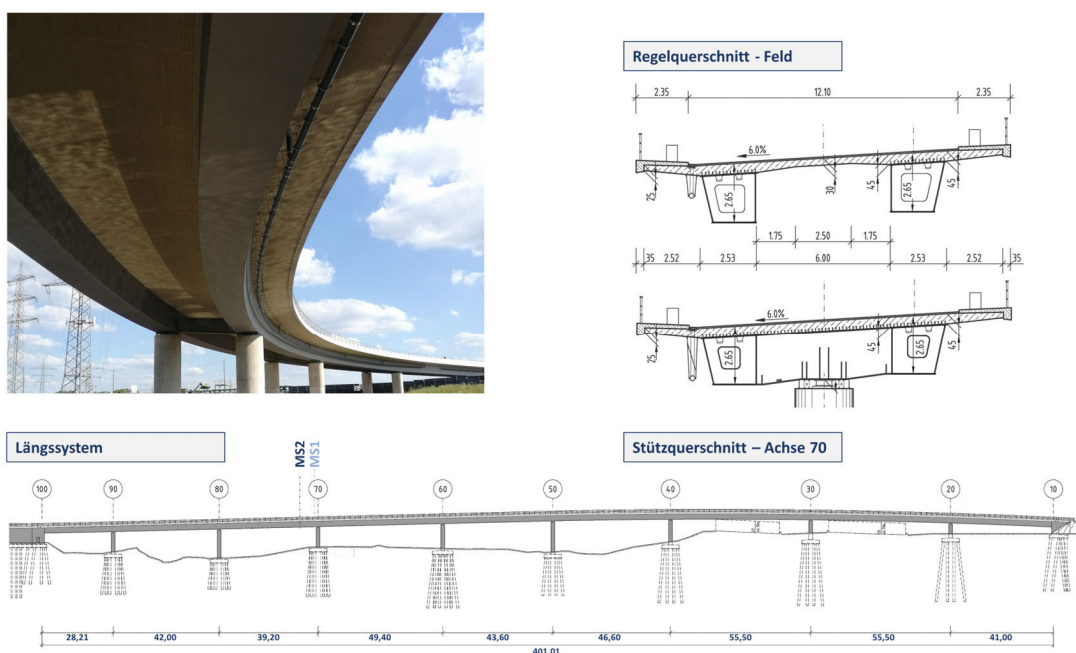 Regelquerschnitt - Feld
2.35 12.10 2.35
6.0%
25 2.65 30 45 2.65 45
1.75 2.50 1.75
35 2.52 2.53 6.00 2.53 2.52 35
6.0%
25 2.65 45 2.65 45
Längssystem
MS2
MS1
Stützquerschnitt – Achse 70
100 90 80 70 60 50 40 30 20 10
28,21 42,00 39,20 49,40 43,60 46,60 55,50 55,50 41,00
401,01